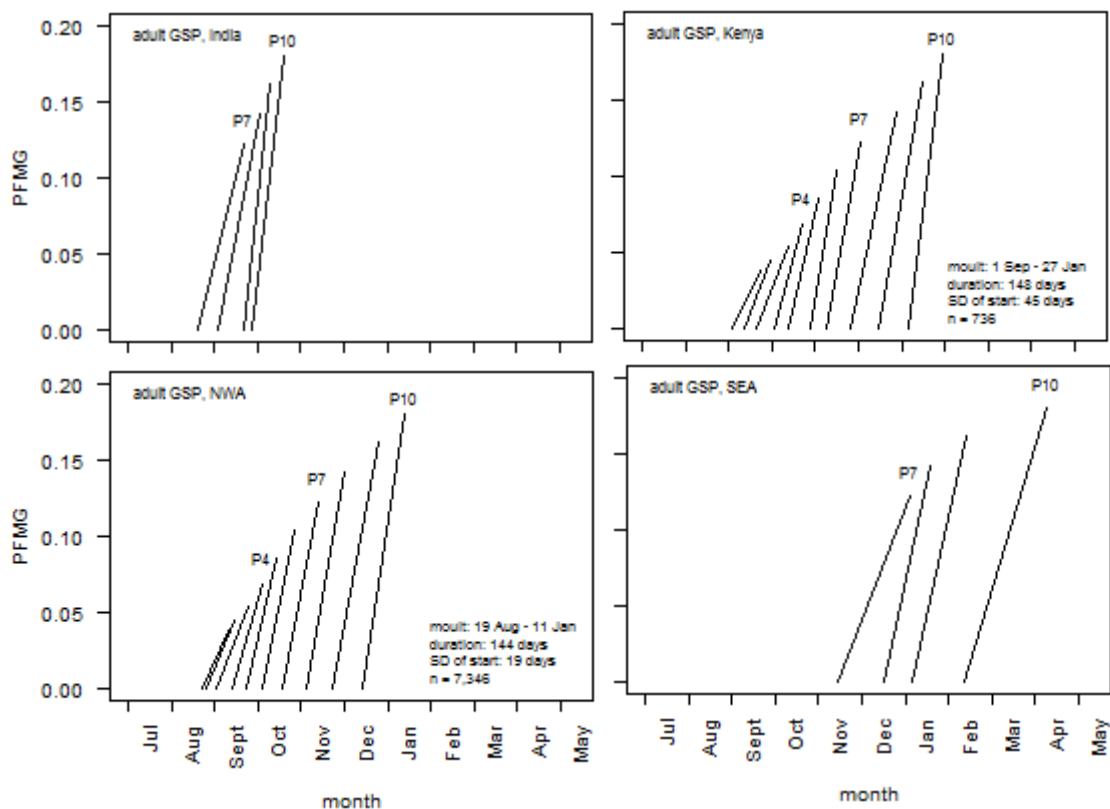 adult GSP, India
P7
P10
0.20
0.15
0.10
0.05
0.00
PFMG
adult GSP, Kenya
P4
P7
P10
moult: 1 Sep - 27 Jan
duration: 148 days
SD of start: 45 days
n = 736
adult GSP, NWA
P4
P7
P10
moult: 19 Aug - 11 Jan
duration: 144 days
SD of start: 19 days
n = 7,346
0.20
0.15
0.10
0.05
0.00
PFMG
Jul
Aug
Sept
Oct
Nov
Dec
Jan
Feb
Mar
Apr
May
month
adult GSP, SEA
P7
P10
Jul
Aug
Sept
Oct
Nov
Dec
Jan
Feb
Mar
Apr
May
month